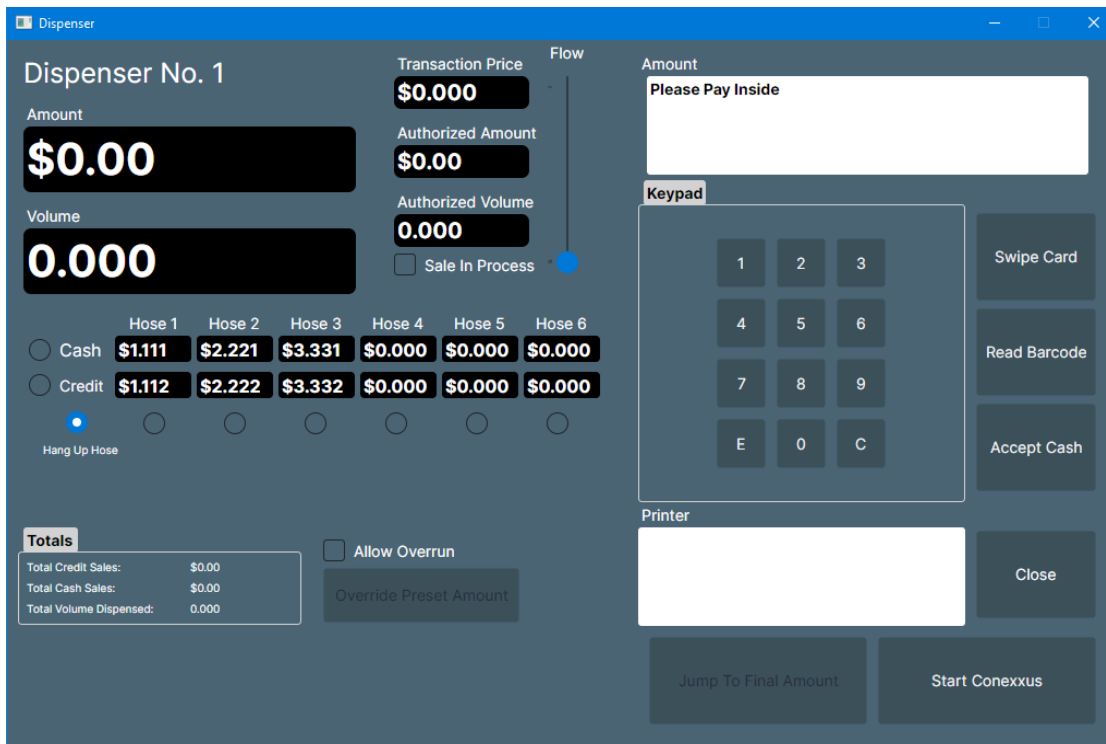 Dispenser
Dispenser No. 1
Amount
$0.00
Volume
0.000
Transaction Price
$0.000
Authorized Amount
$0.00
Authorized Volume
0.000
Sale In Process
Flow
Hose 1 Hose 2 Hose 3 Hose 4 Hose 5 Hose 6
Cash $1.111 $2.221 $3.331 $0.000 $0.000 $0.000
Credit $1.112 $2.222 $3.332 $0.000 $0.000 $0.000
Hang Up Hose
Totals
Total Credit Sales: $0.00
Total Cash Sales: $0.00
Total Volume Dispensed: 0.000
Allow Overrun
Override Preset Amount
Amount
Please Pay Inside
Keypad
1 2 3
4 5 6
7 8 9
E 0 C
Swipe Card
Read Barcode
Accept Cash
Printer
Close
Jump To Final Amount
Start Conexxus